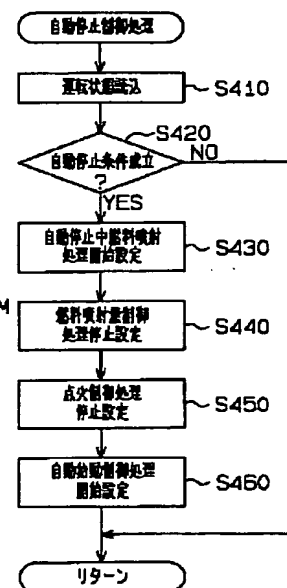 自動停止制御処理
運転状態読込
S410
S420
自動停止条件成立
?
NO
YES
自動停止中燃料噴射
処理開始設定
S430
燃料噴射量制御
処理停止設定
S440
点火制御処理
停止設定
S450
自動始動制御処理
開始設定
S460
リターン